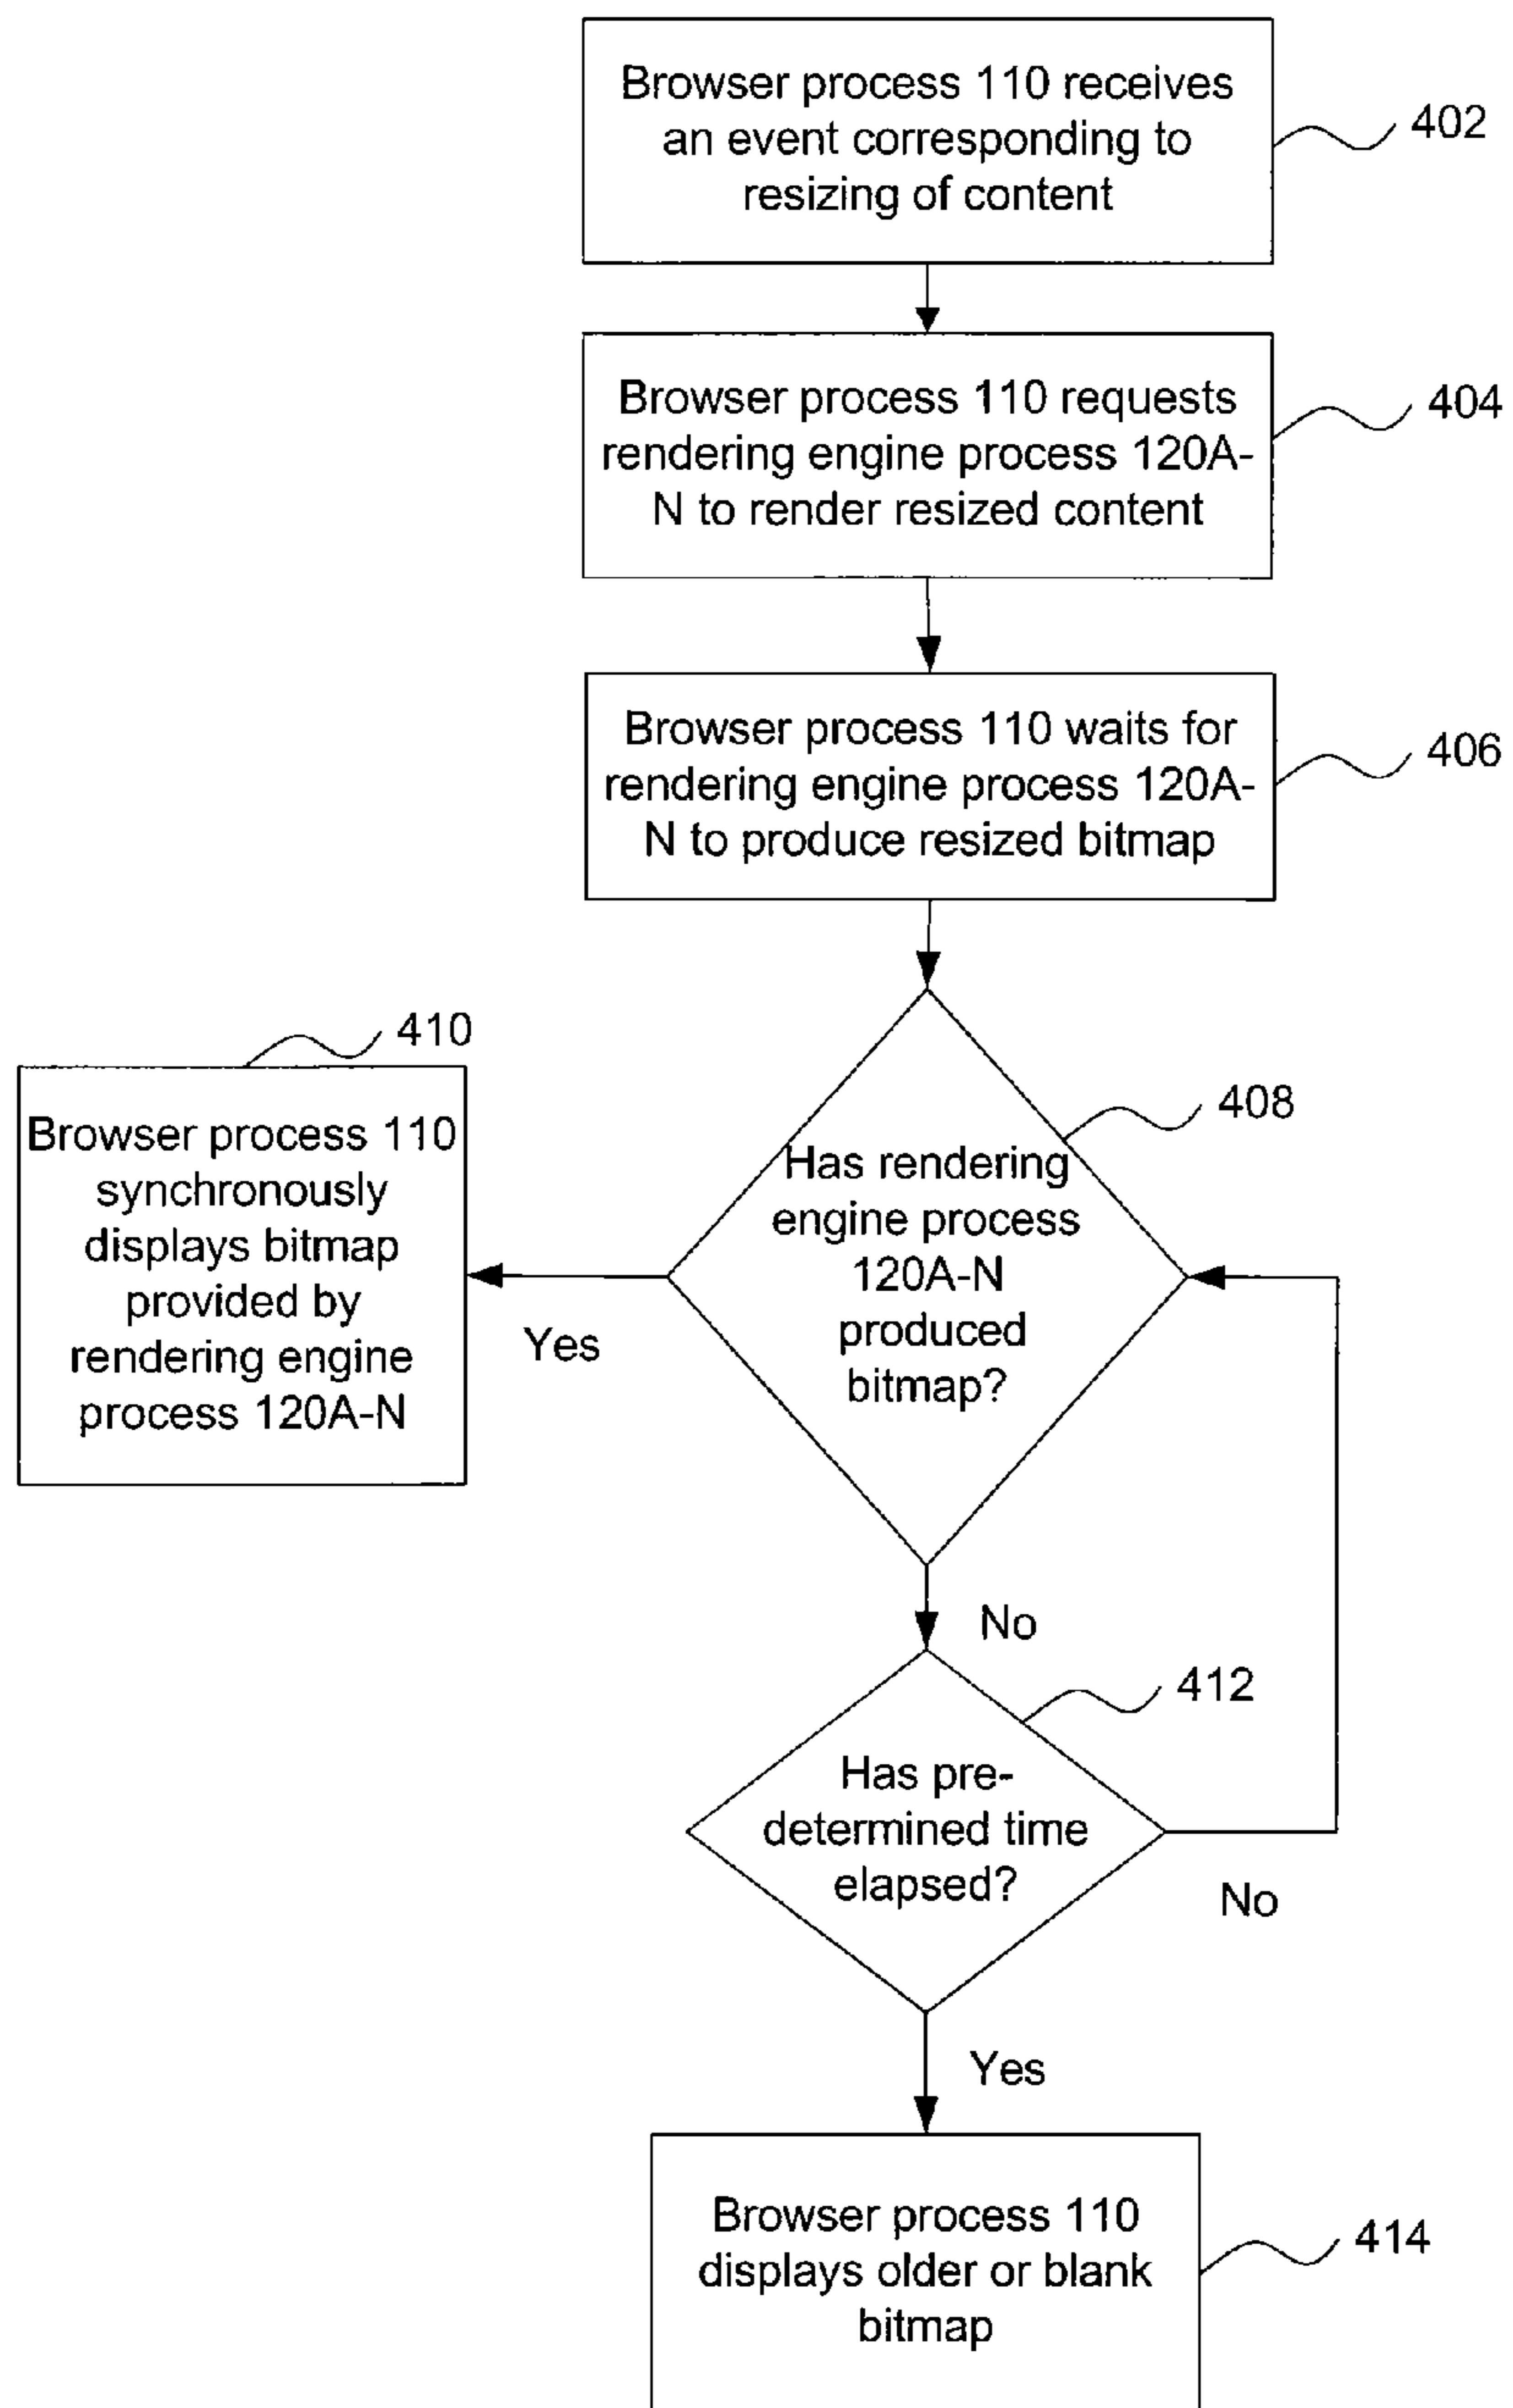 Browser process 110 receives
an event corresponding to
resizing of content
402
Browser process 110 requests
rendering engine process 120A-
N to render resized content
404
Browser process 110 waits for
rendering engine process 120A-
N to produce resized bitmap
406
410
Browser process 110
synchronously
displays bitmap
provided by
rendering engine
process 120A-N
408
Has rendering
engine process
120A-N
produced
bitmap?
Yes
No
412
Has pre-
determined time
elapsed?
No
Yes
Browser process 110
displays older or blank
bitmap
414